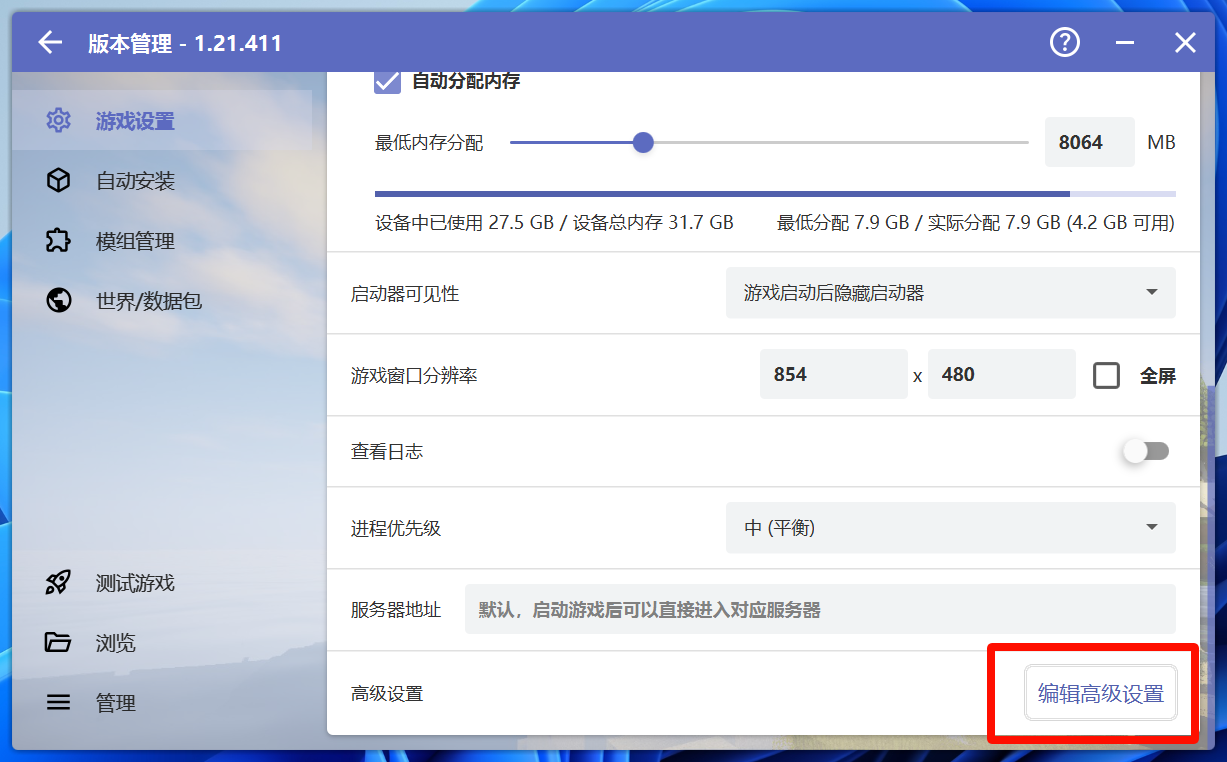 版本管理 - 1.21.411
游戏设置
自动安装
模组管理
世界/数据包
测试游戏
浏览
管理
自动分配内存
最低内存分配 8064 MB
设备中已使用 27.5 GB / 设备总内存 31.7 GB 最低分配 7.9 GB / 实际分配 7.9 GB (4.2 GB 可用)
启动器可见性 游戏启动后隐藏启动器
游戏窗口分辨率 854 x 480 全屏
查看日志
进程优先级 中 (平衡)
服务器地址 默认，启动游戏后可以直接进入对应服务器
高级设置 编辑高级设置